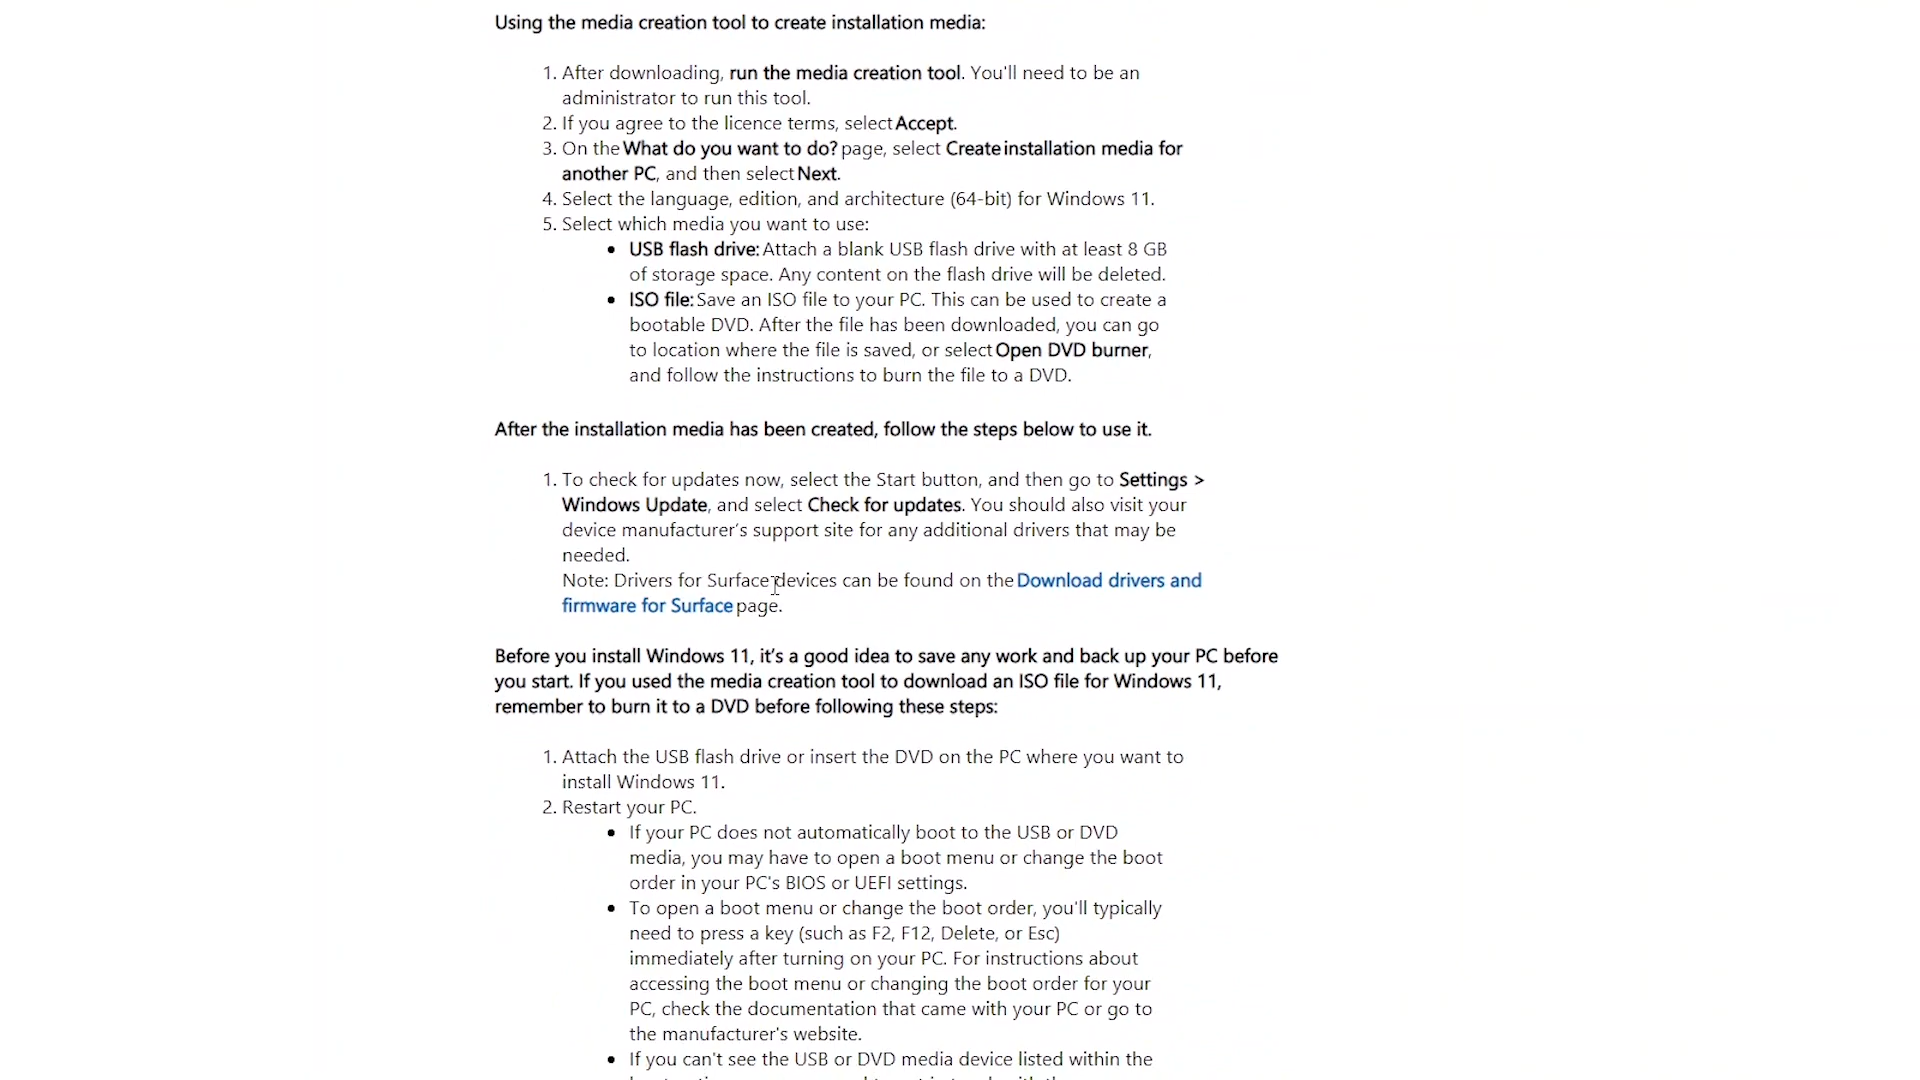 Using the media creation tool to create installation media:
1. After downloading, run the media creation tool. You'll need to be an
administrator to run this tool.
2. If you agree to the licence terms, select Accept.
3. On the What do you want to do? page, select Create installation media for
another PC, and then select Next.
4. Select the language, edition, and architecture (64-bit) for Windows 11.
5. Select which media you want to use:
• USB flash drive: Attach a blank USB flash drive with at least 8 GB
of storage space. Any content on the flash drive will be deleted.
• ISO file: Save an ISO file to your PC. This can be used to create a
bootable DVD. After the file has been downloaded, you can go
to location where the file is saved, or select Open DVD burner,
and follow the instructions to burn the file to a DVD.
After the installation media has been created, follow the steps below to use it.
1. To check for updates now, select the Start button, and then go to Settings >
Windows Update, and select Check for updates. You should also visit your
device manufacturer's support site for any additional drivers that may be
needed.
Note: Drivers for Surface devices can be found on the Download drivers and
firmware for Surface page.
Before you install Windows 11, it's a good idea to save any work and back up your PC before
you start. If you used the media creation tool to download an ISO file for Windows 11,
remember to burn it to a DVD before following these steps:
1. Attach the USB flash drive or insert the DVD on the PC where you want to
install Windows 11.
2. Restart your PC.
• If your PC does not automatically boot to the USB or DVD
media, you may have to open a boot menu or change the boot
order in your PC's BIOS or UEFI settings.
• To open a boot menu or change the boot order, you'll typically
need to press a key (such as F2, F12, Delete, or Esc)
immediately after turning on your PC. For instructions about
accessing the boot menu or changing the boot order for your
PC, check the documentation that came with your PC or go to
the manufacturer's website.
• If you can't see the USB or DVD media device listed within the